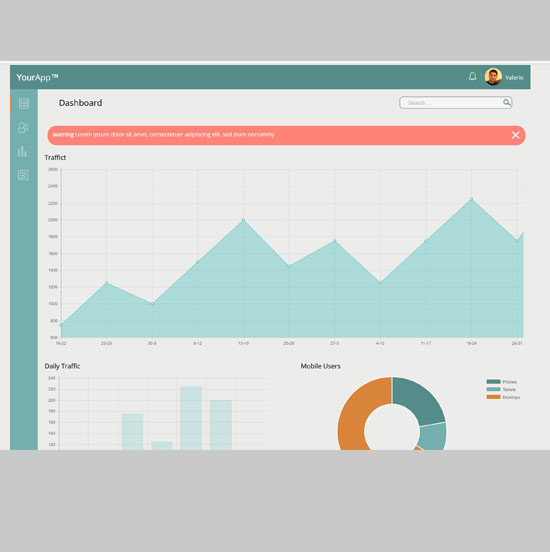 YourApp™
Valerio
Dashboard
Search...
warning Lorem ipsum dolor sit amet, consectetuer adipiscing elit, sed diam nonummy
Traffict
2600
2400
2200
2000
1800
1600
1400
1200
1000
800
600
16-22
23-29
30-5
6-12
13-19
20-26
27-3
4-10
11-17
18-24
25-31
Daily Traffic
240
220
200
180
160
140
120
Mobile Users
Phones
Tablets
Desktops